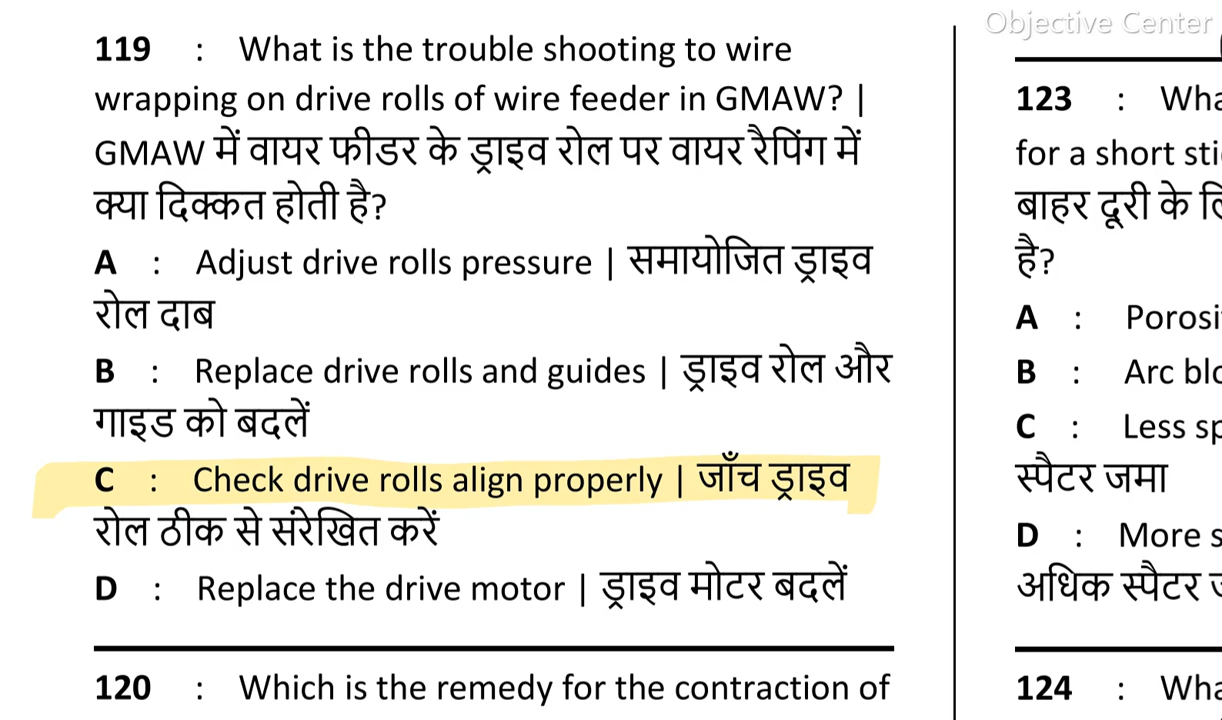 Objective Center
119 : What is the trouble shooting to wire
wrapping on drive rolls of wire feeder in GMAW? |
GMAW में वायर फीडर के ड्राइव रोल पर वायर रैपिंग में
क्या दिक्कत होती है?
A : Adjust drive rolls pressure | समायोजित ड्राइव
रोल दाब
B : Replace drive rolls and guides | ड्राइव रोल और
गाइड को बदलें
C : Check drive rolls align properly | जाँच ड्राइव
रोल ठीक से संरेखित करें
D : Replace the drive motor | ड्राइव मोटर बदलें
120 : Which is the remedy for the contraction of
123 :
for a short
बाहर दूरी के
है?
A :
B : Arc
C : Less
स्पैटर जमा
D : More
अधिक स्पैटर
124 :